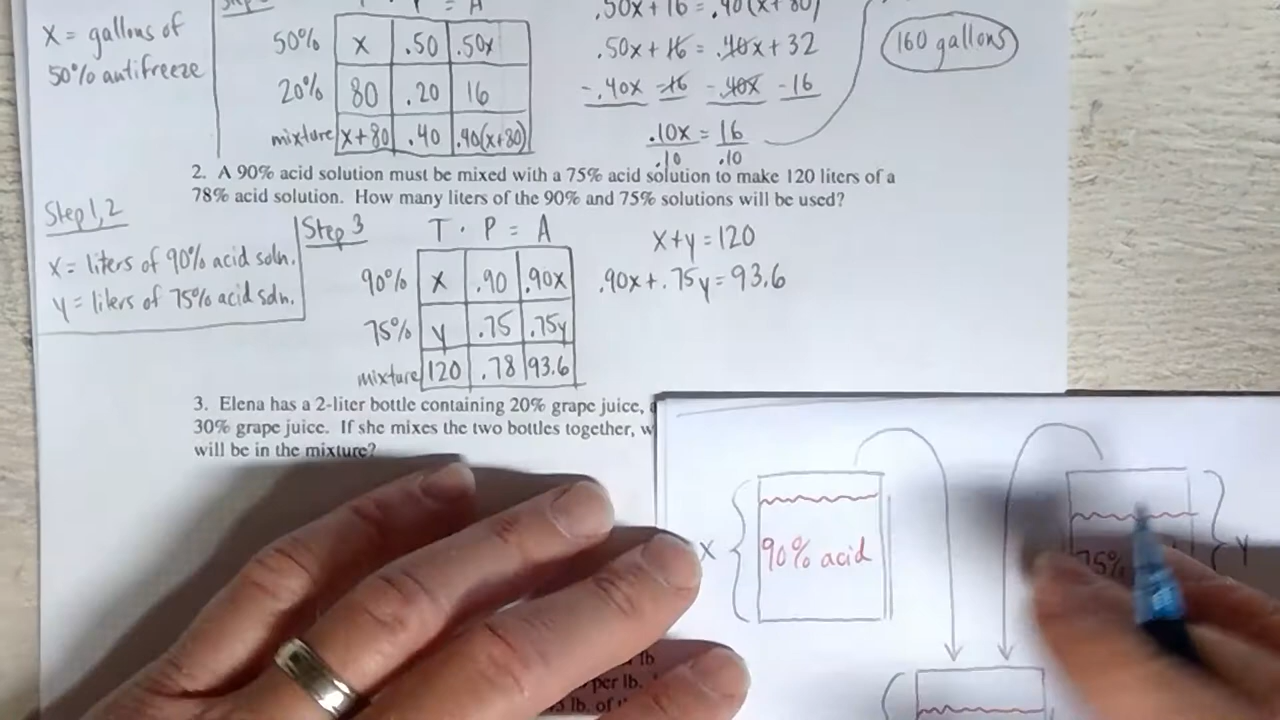 X = gallons of
50% antifreeze
T · P = A
50% X .50 .50x
20% 80 .20 16
mixture X+80 .40 .40(x+80)
.50x+16 = .40(x+80)
.50x+16 = .40x+32
-.40x -16 -.40x -16
.10x = 16
.10 .10
160 gallons
2. A 90% acid solution must be mixed with a 75% acid solution to make 120 liters of a
78% acid solution. How many liters of the 90% and 75% solutions will be used?
Step 1,2
X = liters of 90% acid soln.
y = liters of 75% acid soln.
Step 3
T · P = A
90% X .90 .90x
75% y .75 .75y
mixture 120 .78 93.6
x+y=120
.90x+.75y=93.6
3. Elena has a 2-liter bottle containing 20% grape juice,
30% grape juice. If she mixes the two bottles together,
will be in the mixture?
X
90% acid
75%
y
lb
per lb.
lb. of